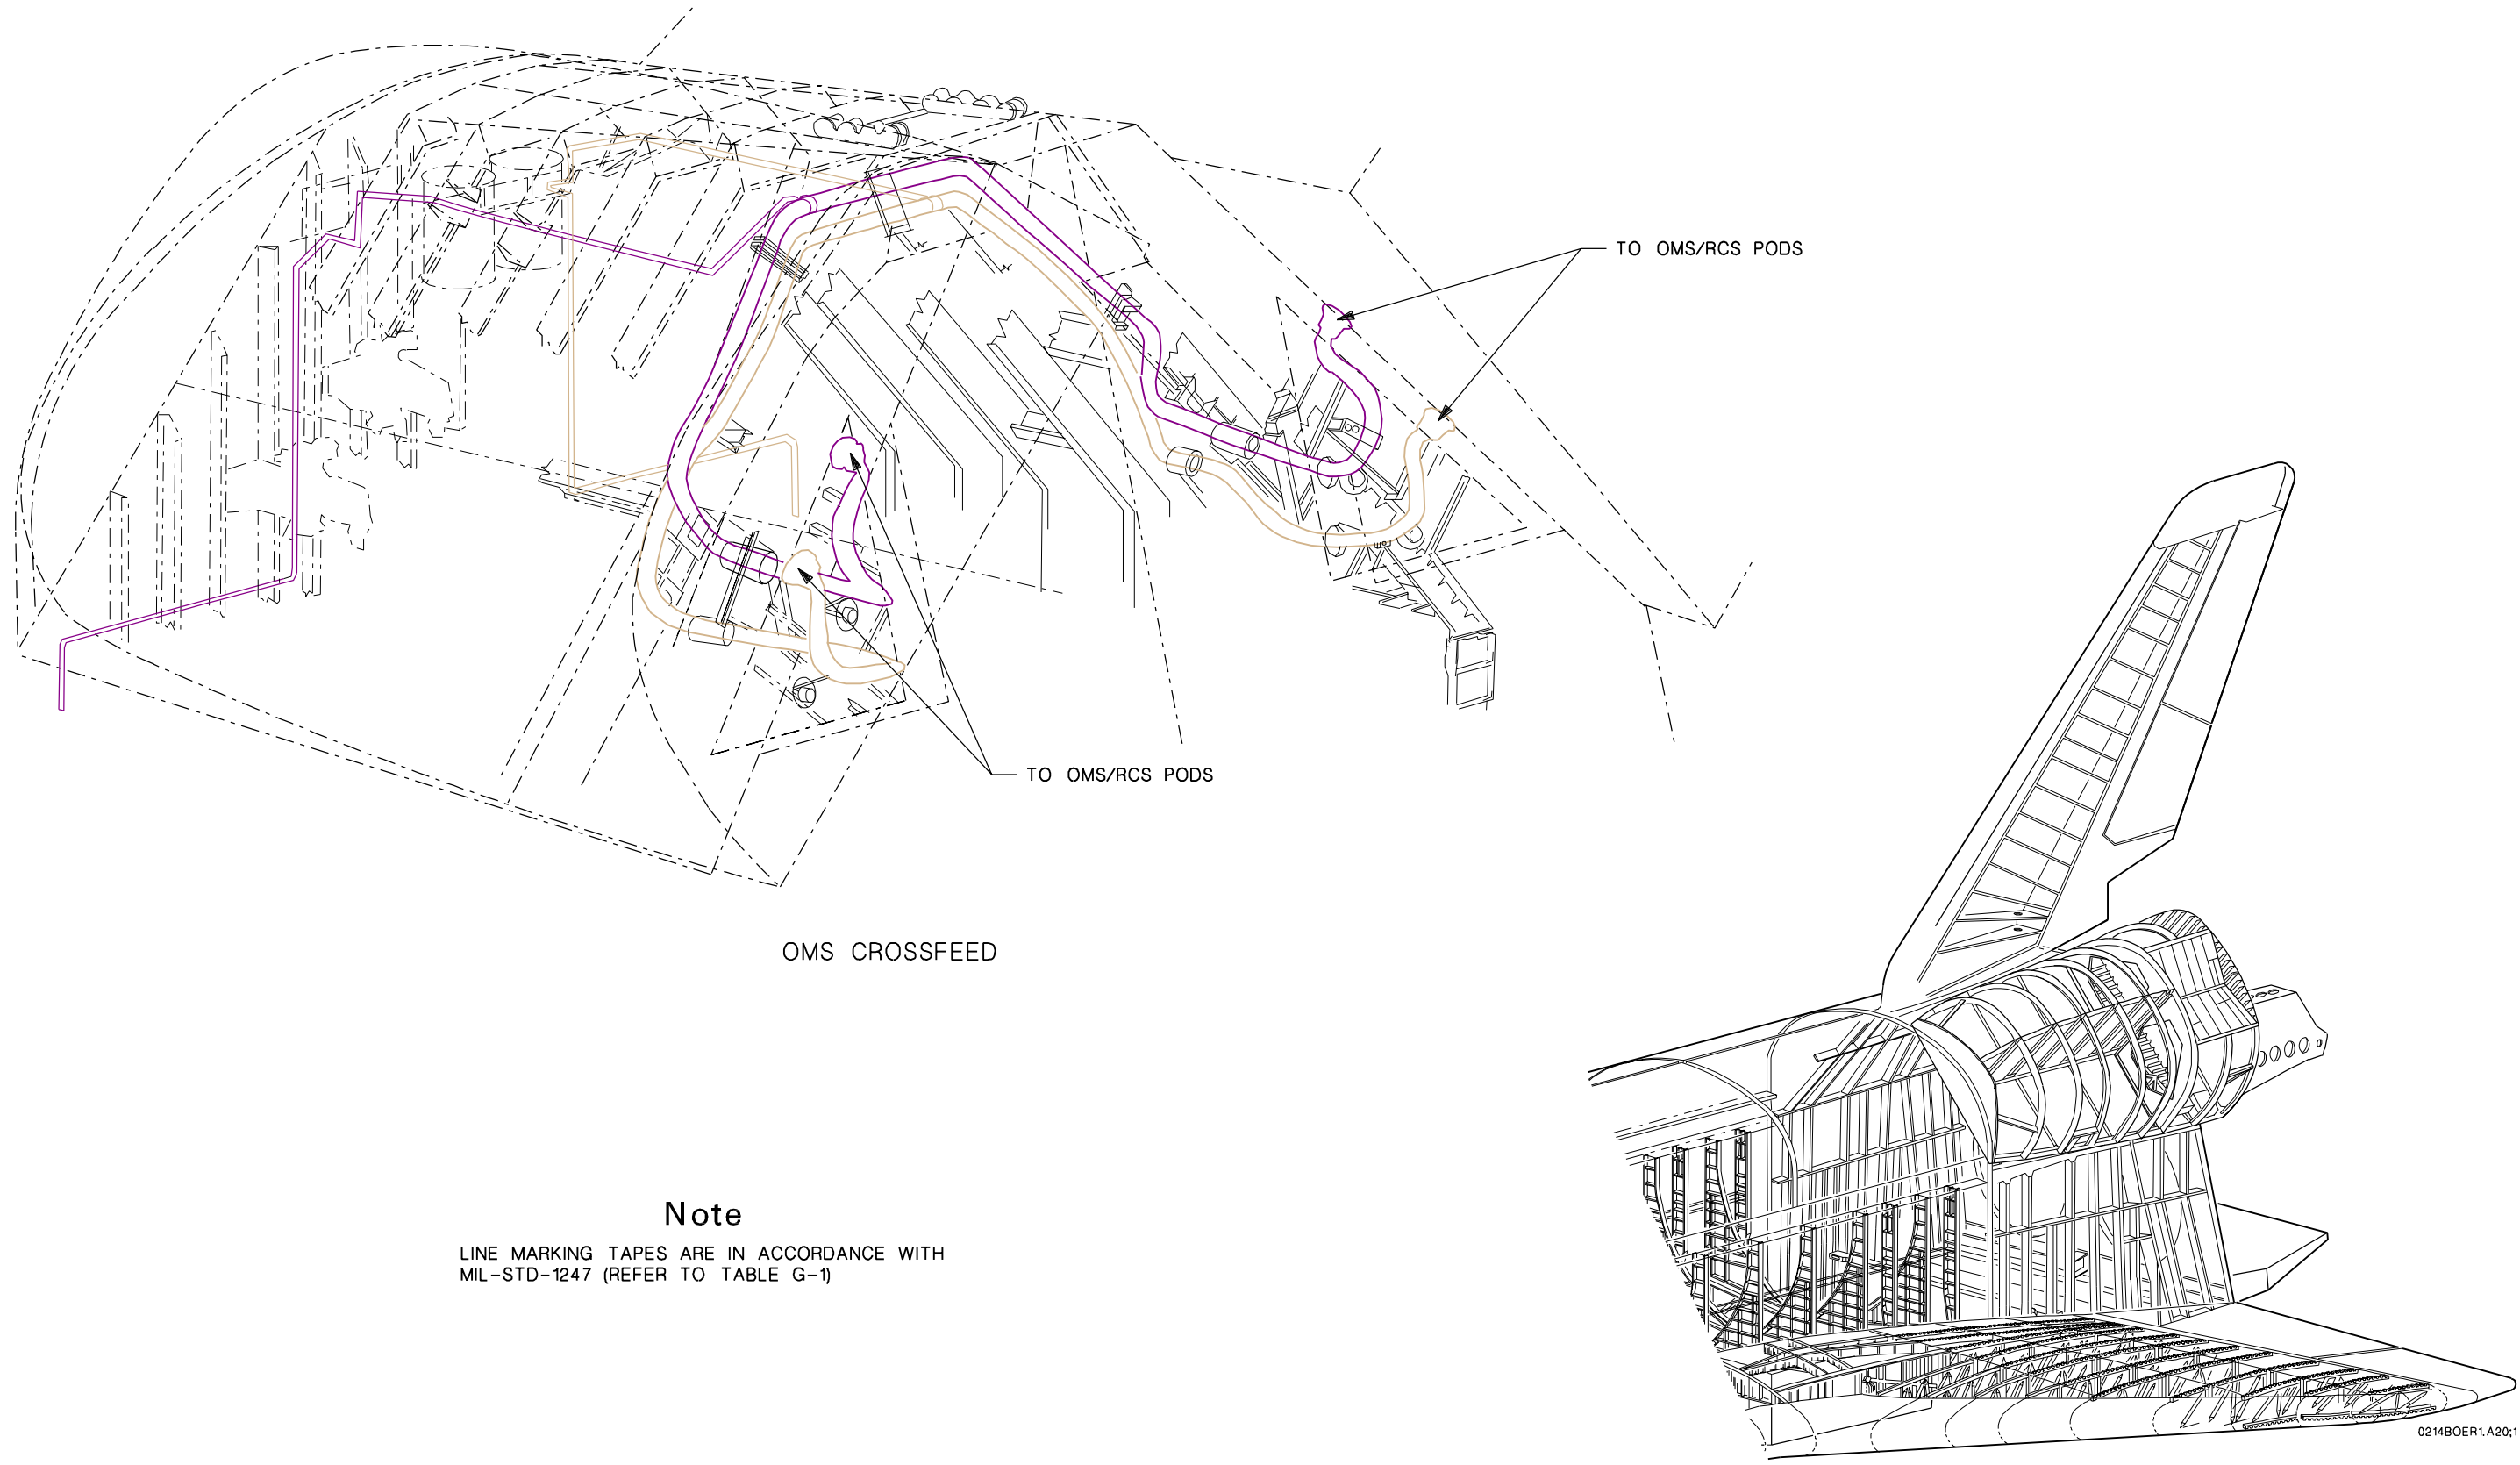 TO OMS/RCS PODS
TO OMS/RCS PODS
OMS CROSSFEED
Note
LINE MARKING TAPES ARE IN ACCORDANCE WITH
MIL-STD-1247 (REFER TO TABLE G-1)
0214BOER1.A20;1